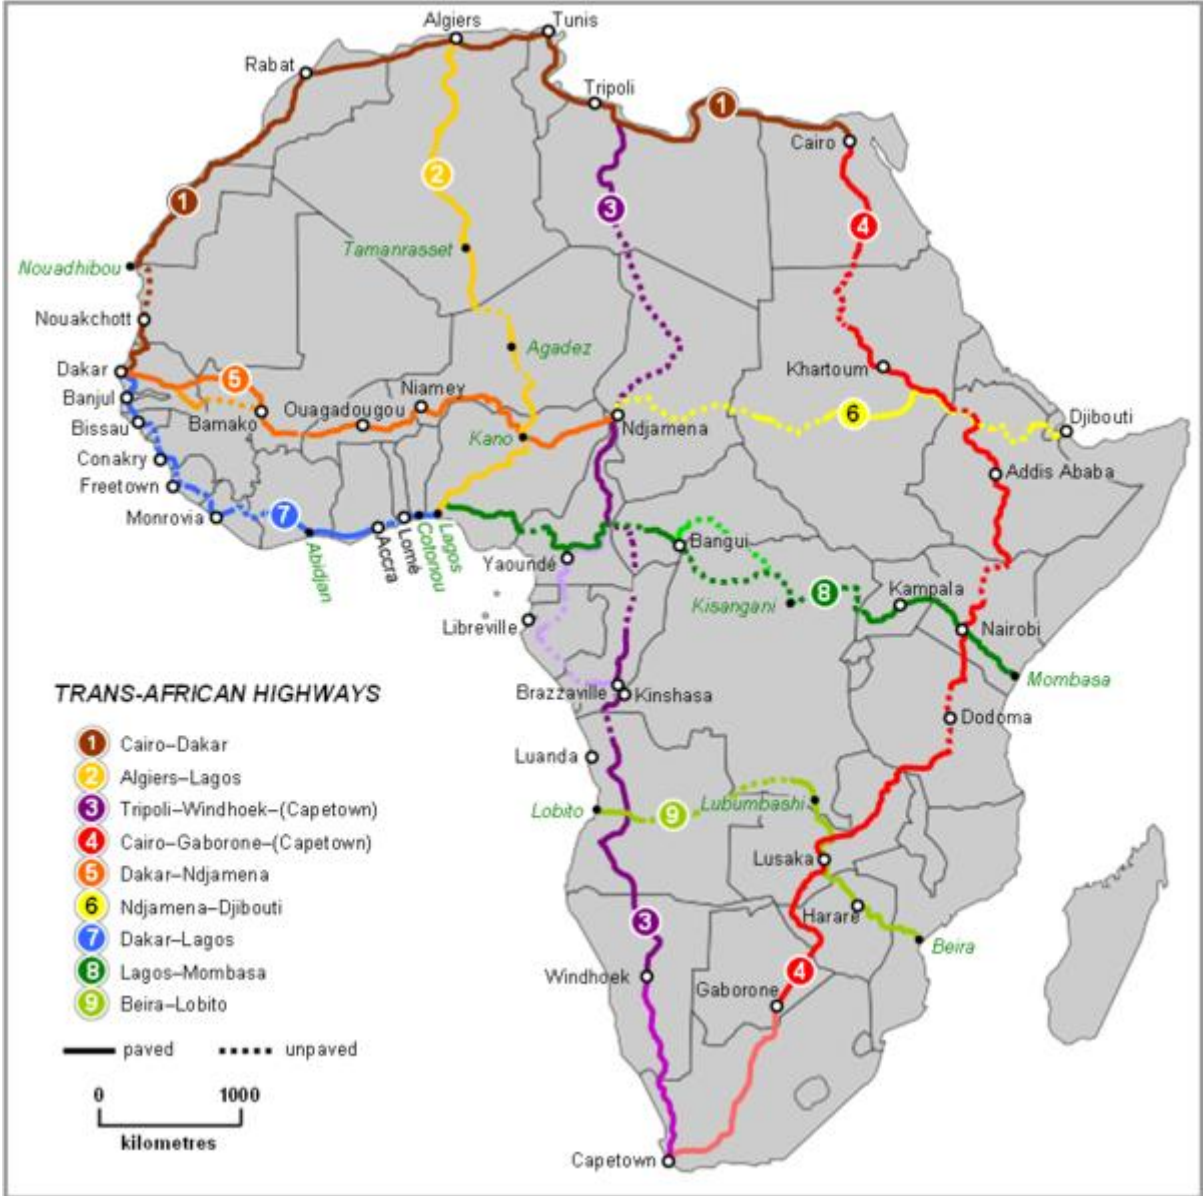 Algiers
Tunis
Rabat
Tripoli
1
Cairo
2
1
3
4
Tamanrasset
Nouadhibou
Nouakchott
Agadez
Dakar
5
Khartoum
Banjul
Niamey
Ouagadougou
6
Djibouti
Bissau
Bamako
Kano
Ndjamena
Conakry
Addis Ababa
Freetown
7
Monrovia
Abidjan
Accra
Lomé
Cotonou
Lagos
Bangui
Yaoundé
Kampala
8
Kisangani
Libreville
Nairobi
Mombasa
Brazzaville
Kinshasa
Dodoma
Luanda
Lobito
9
Lubumbashi
Lusaka
Harare
3
Beira
Windhoek
4
Gaborone
Capetown
TRANS-AFRICAN HIGHWAYS
1 Cairo–Dakar
2 Algiers–Lagos
3 Tripoli–Windhoek–(Capetown)
4 Cairo–Gaborone–(Capetown)
5 Dakar–Ndjamena
6 Ndjamena–Djibouti
7 Dakar–Lagos
8 Lagos–Mombasa
9 Beira–Lobito
paved unpaved
0 1000
kilometres